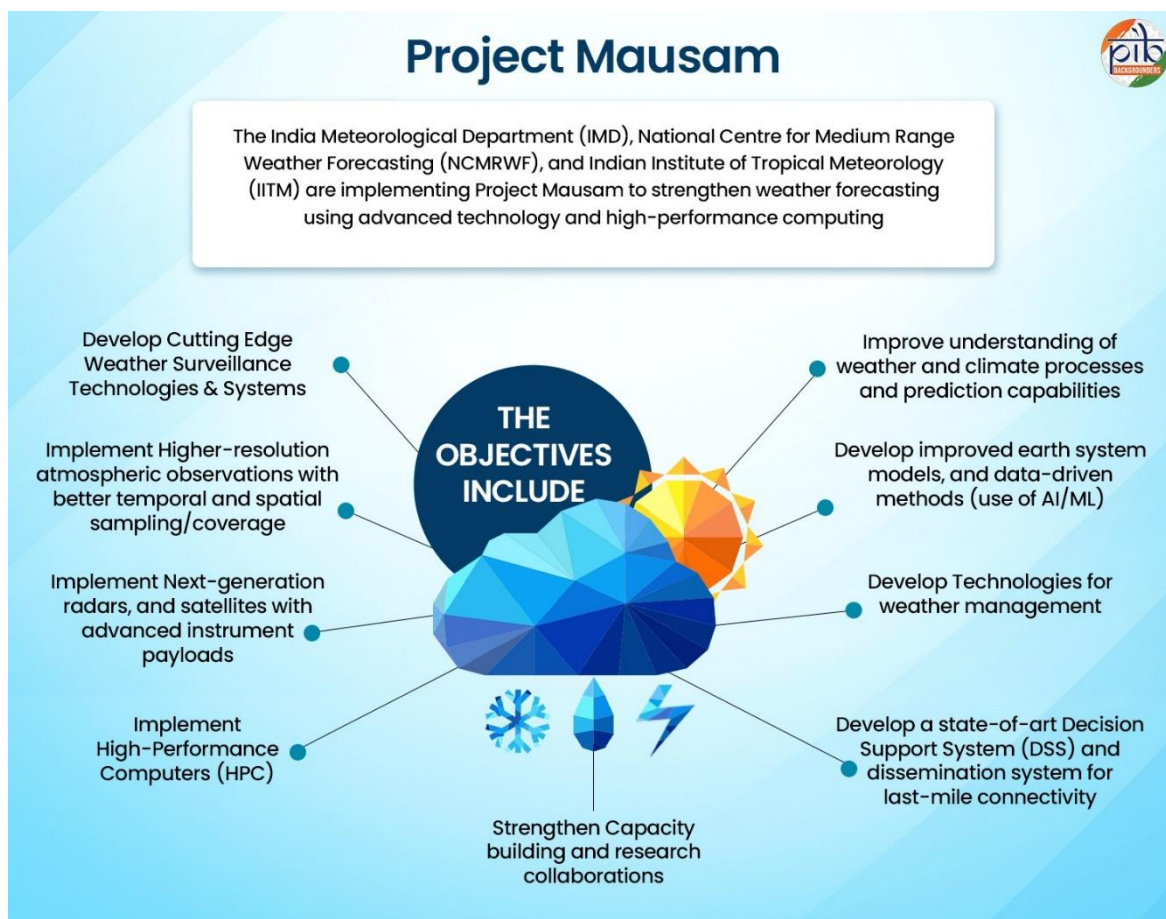 Project Mausam
pib
BACKGROUNDERS
The India Meteorological Department (IMD), National Centre for Medium Range
Weather Forecasting (NCMRWF), and Indian Institute of Tropical Meteorology
(IITM) are implementing Project Mausam to strengthen weather forecasting
using advanced technology and high-performance computing
THE
OBJECTIVES
INCLUDE
Develop Cutting Edge
Weather Surveillance
Technologies & Systems
Implement Higher-resolution
atmospheric observations with
better temporal and spatial
sampling/coverage
Implement Next-generation
radars, and satellites with
advanced instrument
payloads
Implement
High-Performance
Computers (HPC)
Strengthen Capacity
building and research
collaborations
Improve understanding of
weather and climate processes
and prediction capabilities
Develop improved earth system
models, and data-driven
methods (use of AI/ML)
Develop Technologies for
weather management
Develop a state-of-art Decision
Support System (DSS) and
dissemination system for
last-mile connectivity